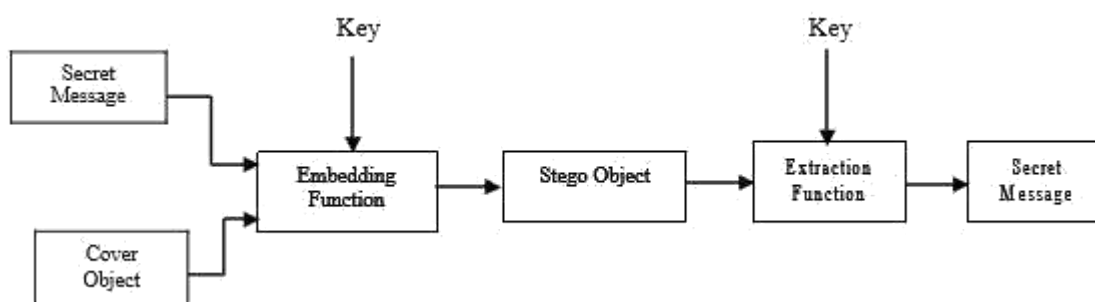 Key
Key
Secret
Message
Embedding
Function
Stego Object
Extraction
Function
Secret
Message
Cover
Object